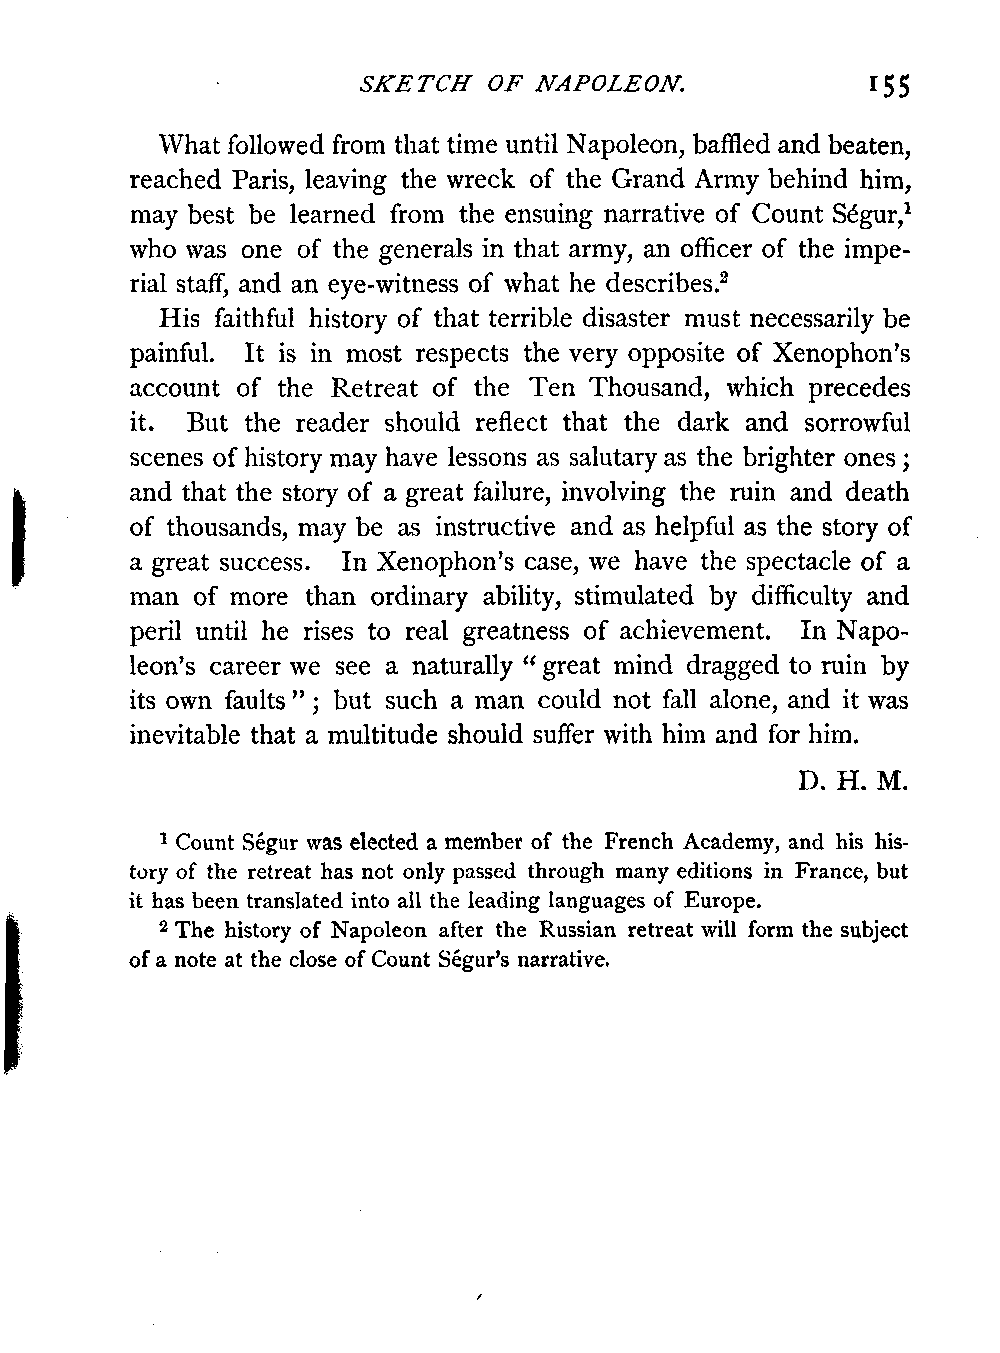 SKETCH OF NAPOLEON. 155
What followed from that time until Napoleon, baffled and beaten,
reached Paris, leaving the wreck of the Grand Army behind him,
may best be learned from the ensuing narrative of Count Ségur,¹
who was one of the generals in that army, an officer of the impe-
rial staff, and an eye-witness of what he describes.²
His faithful history of that terrible disaster must necessarily be
painful. It is in most respects the very opposite of Xenophon's
account of the Retreat of the Ten Thousand, which precedes
it. But the reader should reflect that the dark and sorrowful
scenes of history may have lessons as salutary as the brighter ones;
and that the story of a great failure, involving the ruin and death
of thousands, may be as instructive and as helpful as the story of
a great success. In Xenophon's case, we have the spectacle of a
man of more than ordinary ability, stimulated by difficulty and
peril until he rises to real greatness of achievement. In Napo-
leon's career we see a naturally "great mind dragged to ruin by
its own faults"; but such a man could not fall alone, and it was
inevitable that a multitude should suffer with him and for him.
D. H. M.
¹ Count Ségur was elected a member of the French Academy, and his his-
tory of the retreat has not only passed through many editions in France, but
it has been translated into all the leading languages of Europe.
² The history of Napoleon after the Russian retreat will form the subject
of a note at the close of Count Ségur's narrative.